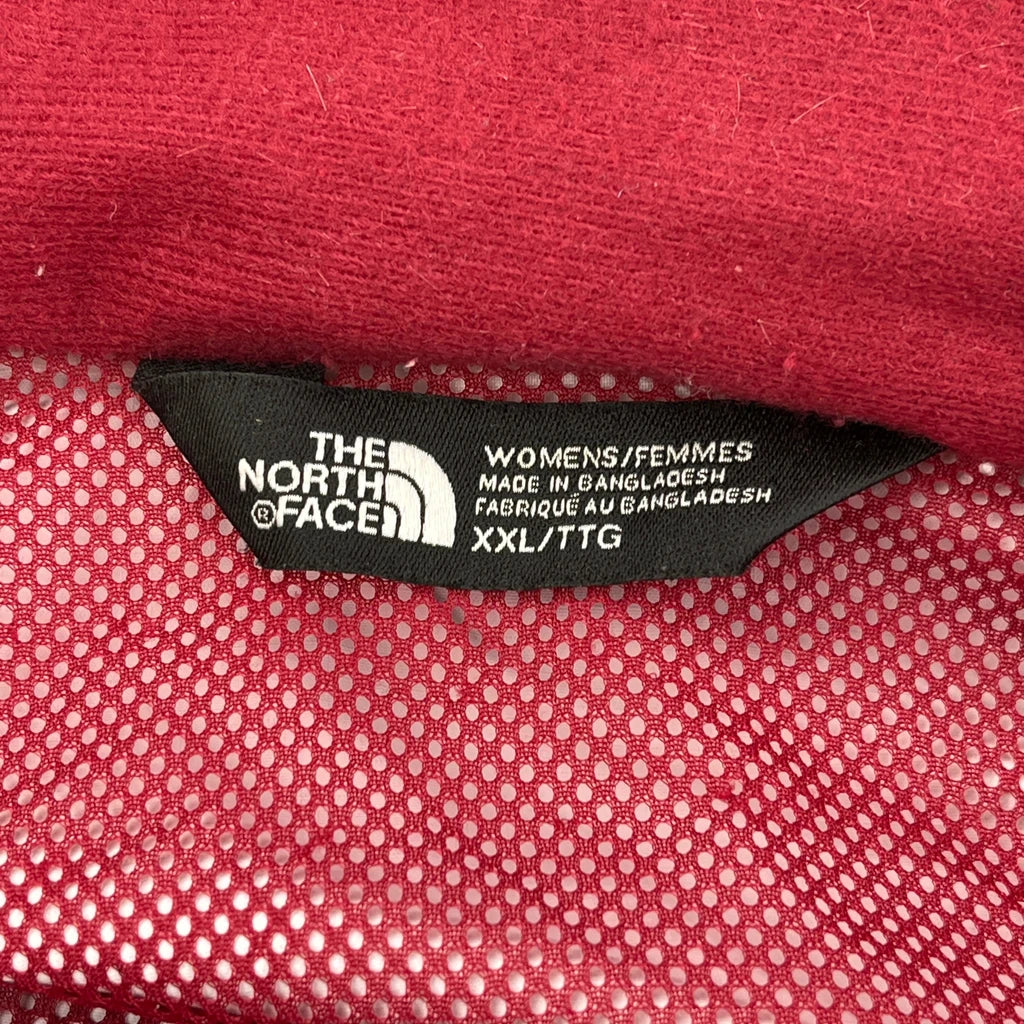 THE
NORTH
®FACE
WOMENS/FEMMES
MADE IN BANGLADESH
FABRIQUÉ AU BANGLADESH
XXL/TTG